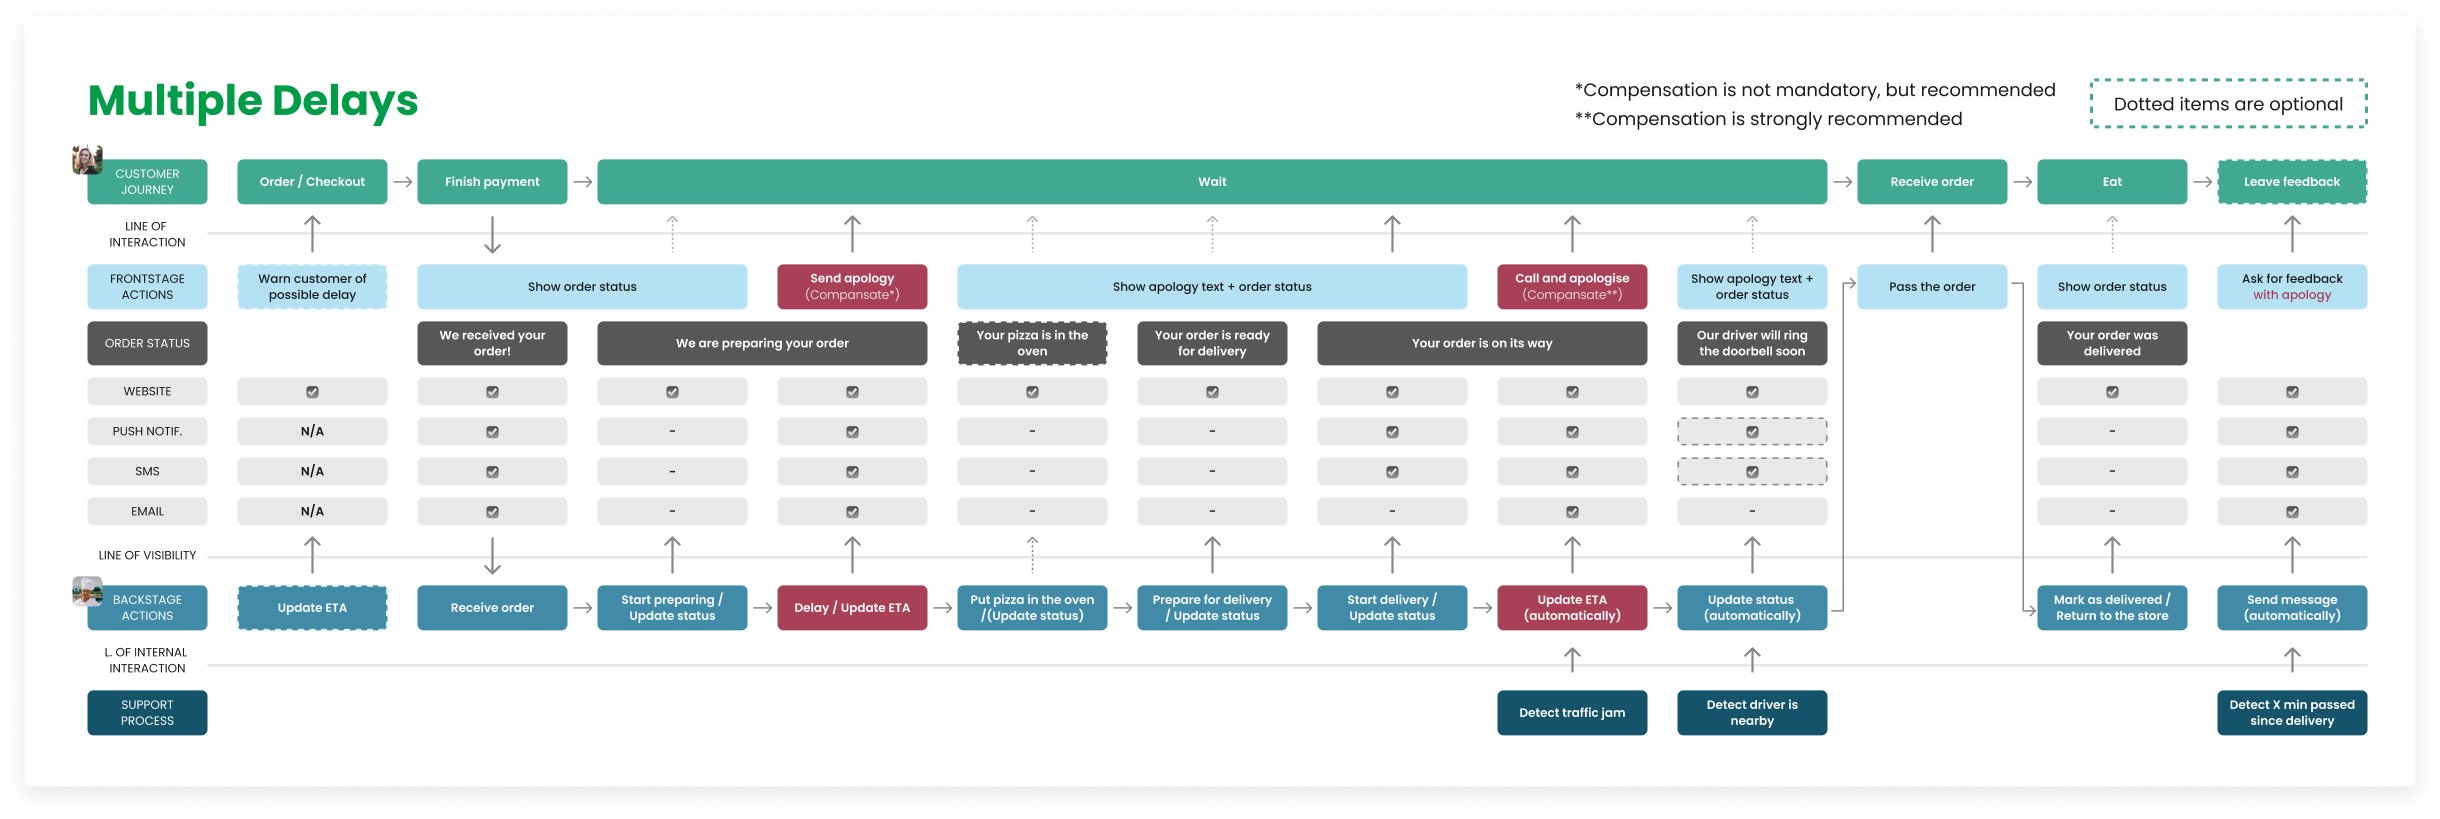 Multiple Delays
*Compensation is not mandatory, but recommended
**Compensation is strongly recommended
Dotted items are optional
CUSTOMER
JOURNEY
Order / Checkout
Finish payment
Wait
Receive order
Eat
Leave feedback
LINE OF
INTERACTION
FRONTSTAGE
ACTIONS
Warn customer of
possible delay
Show order status
Send apology
(Compansate*)
Show apology text + order status
Call and apologise
(Compansate**)
Show apology text +
order status
Pass the order
Show order status
Ask for feedback
with apology
ORDER STATUS
We received your
order!
We are preparing your order
Your pizza is in the
oven
Your order is ready
for delivery
Your order is on its way
Our driver will ring
the doorbell soon
Your order was
delivered
WEBSITE
PUSH NOTIF.
N/A
-
-
-
-
SMS
N/A
-
-
-
-
EMAIL
N/A
-
-
-
-
-
-
LINE OF VISIBILITY
BACKSTAGE
ACTIONS
Update ETA
Receive order
Start preparing /
Update status
Delay / Update ETA
Put pizza in the oven
/(Update status)
Prepare for delivery
/ Update status
Start delivery /
Update status
Update ETA
(automatically)
Update status
(automatically)
Mark as delivered /
Return to the store
Send message
(automatically)
L. OF INTERNAL
INTERACTION
SUPPORT
PROCESS
Detect traffic jam
Detect driver is
nearby
Detect X min passed
since delivery